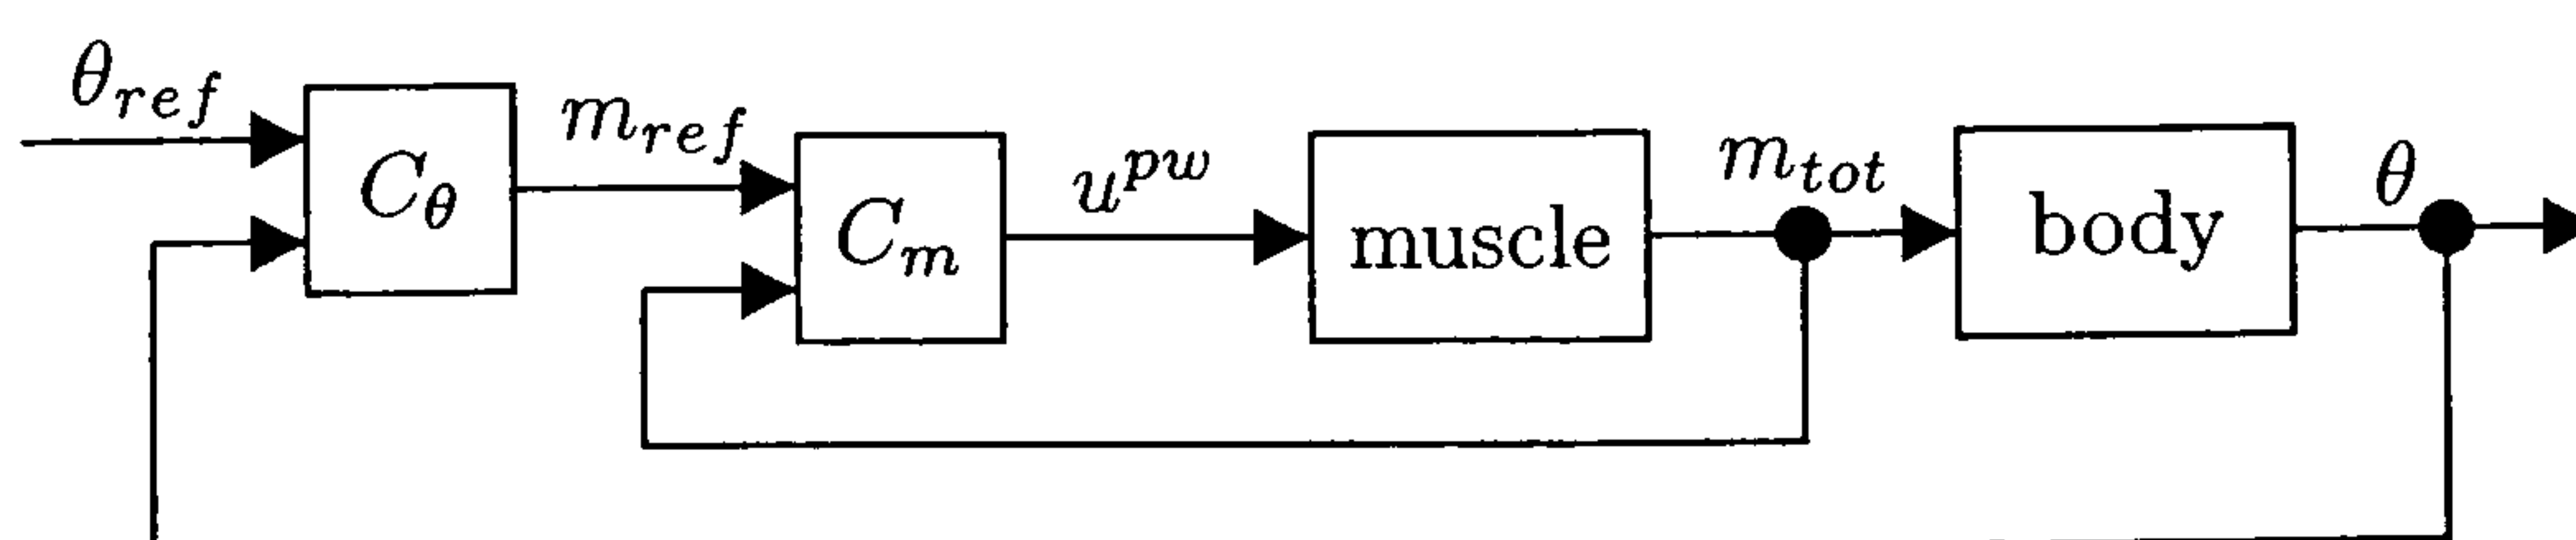 θ_ref
C_θ
m_ref
C_m
u^pw
muscle
m_tot
body
θ